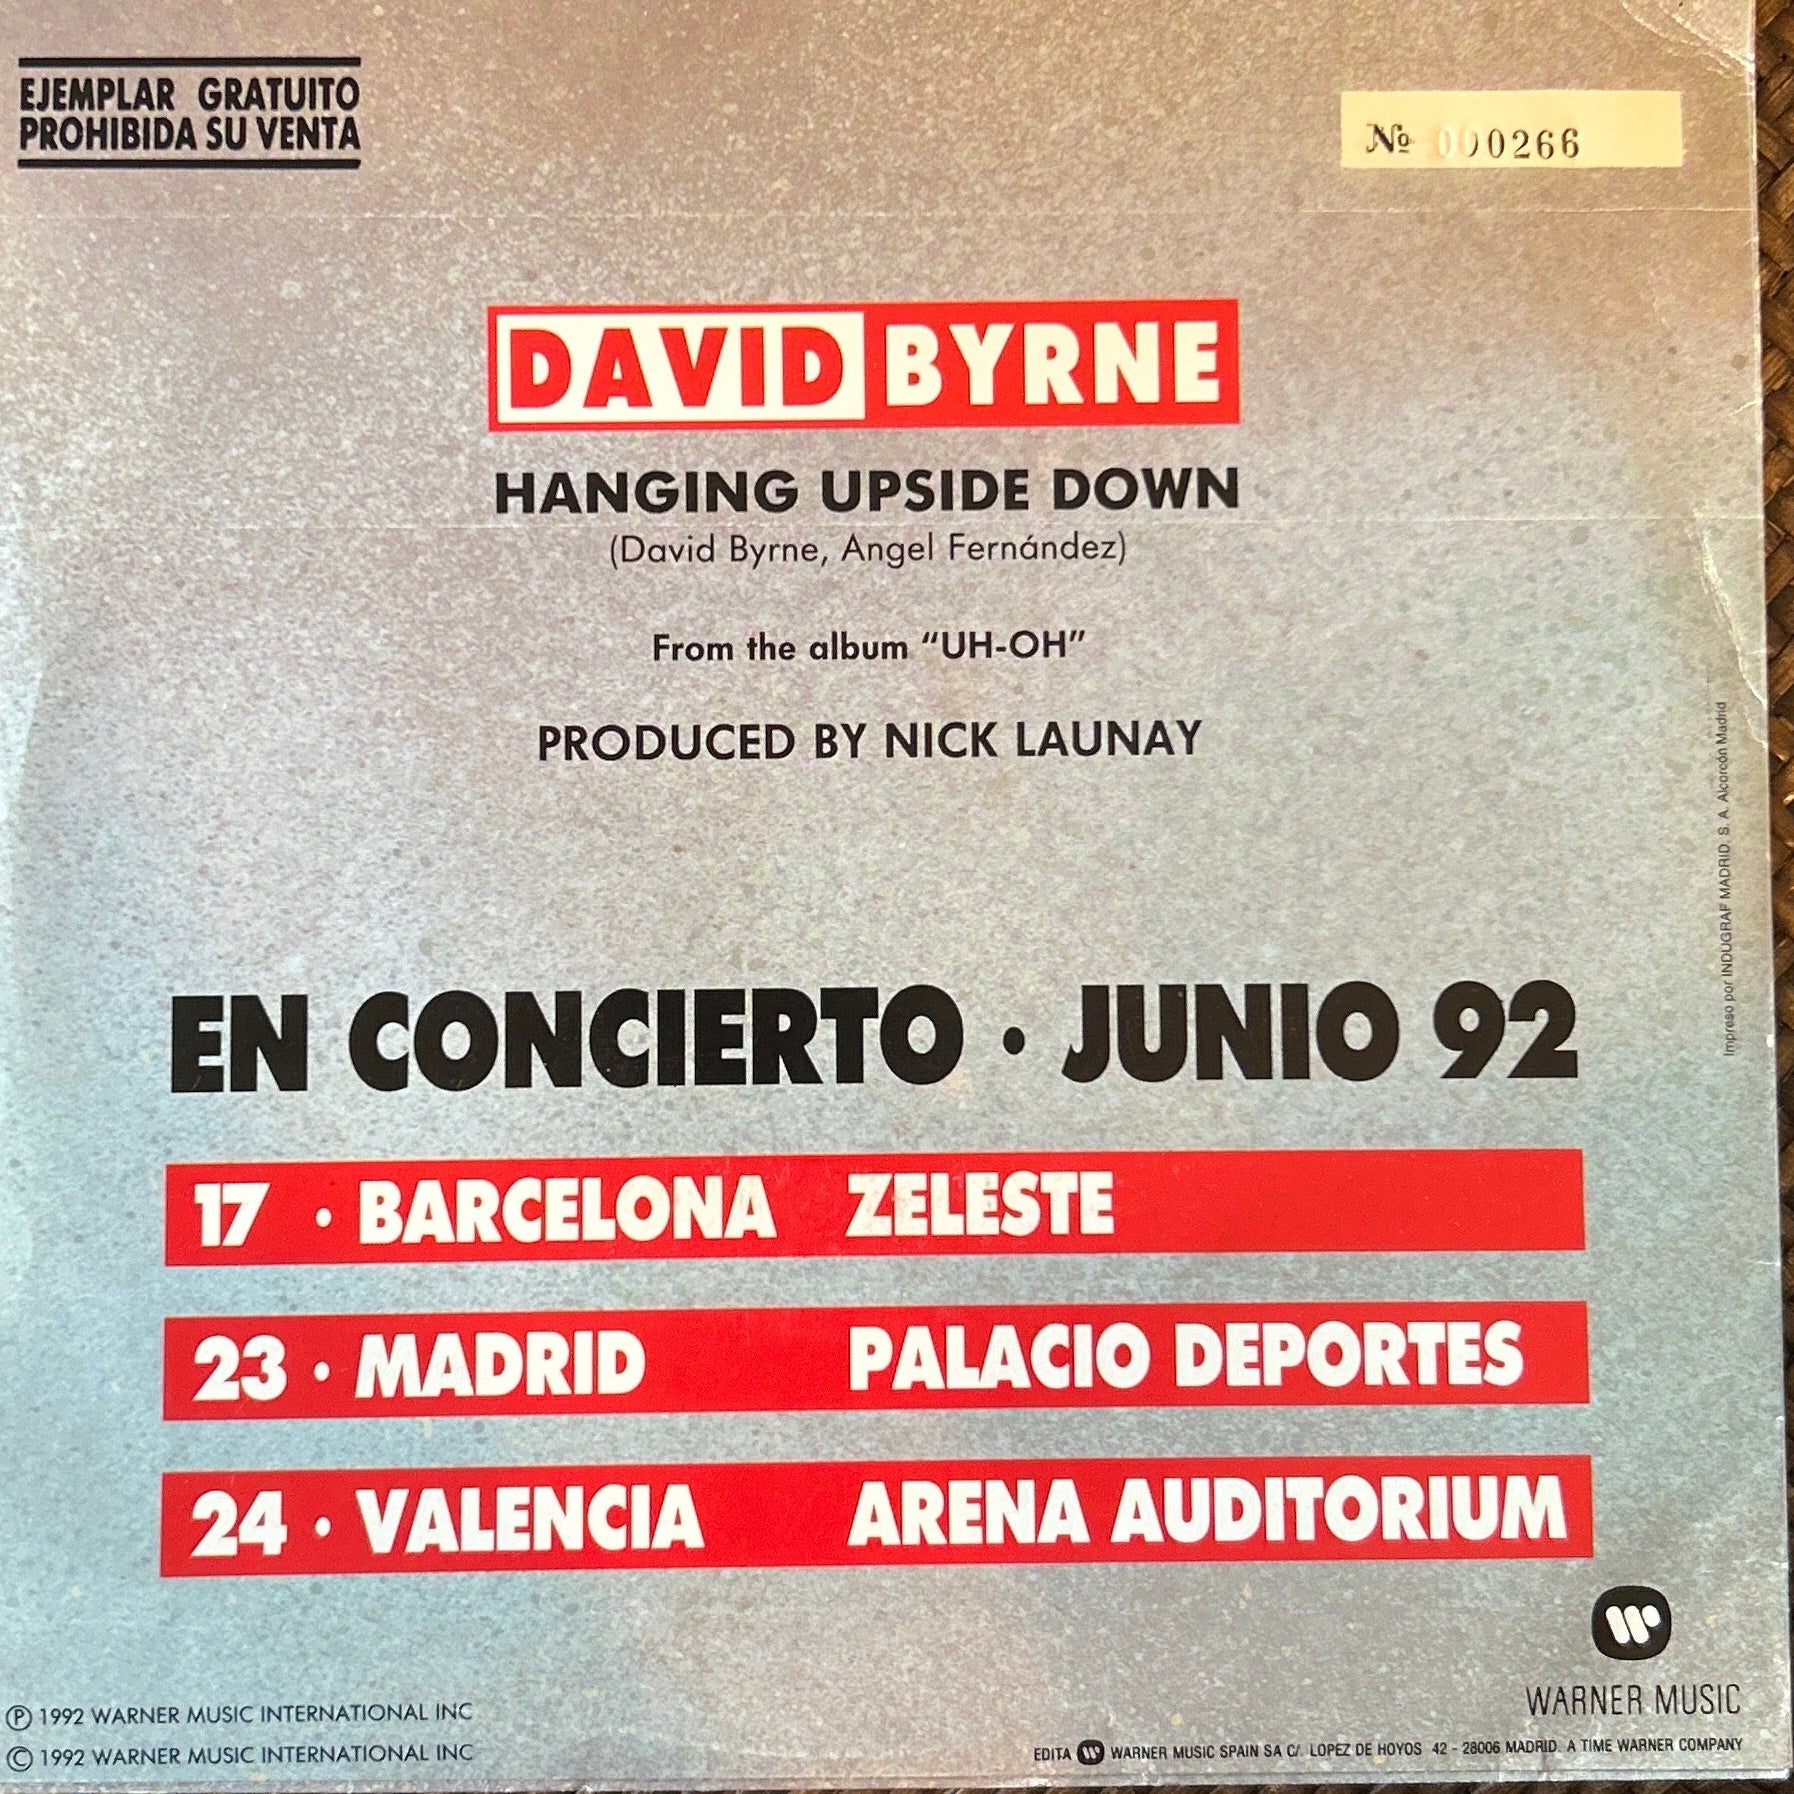 EJEMPLAR GRATUITO
PROHIBIDA SU VENTA
Nº 000266
DAVID BYRNE
HANGING UPSIDE DOWN
(David Byrne, Angel Fernández)
From the album “UH-OH”
PRODUCED BY NICK LAUNAY
Impreso por INDUGRAF MADRID. S. A. Alcorcón Madrid
EN CONCIERTO · JUNIO 92
17 · BARCELONA ZELESTE
23 · MADRID PALACIO DEPORTES
24 · VALENCIA ARENA AUDITORIUM
WARNER MUSIC
℗ 1992 WARNER MUSIC INTERNATIONAL INC
© 1992 WARNER MUSIC INTERNATIONAL INC
EDITA WARNER MUSIC SPAIN SA C/. LOPEZ DE HOYOS 42 - 28006 MADRID. A TIME WARNER COMPANY